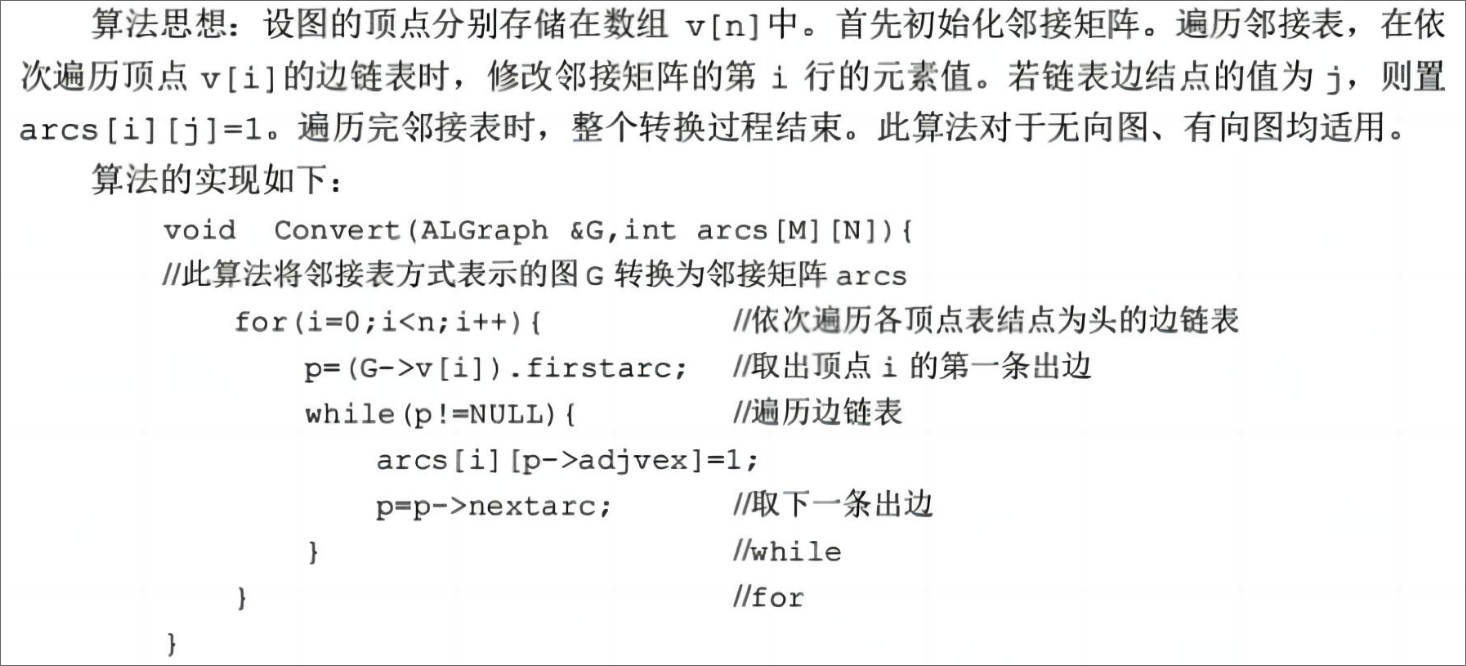 算法思想：设图的顶点分别存储在数组 v[n]中。首先初始化邻接矩阵。遍历邻接表，在依
次遍历顶点 v[i]的边链表时，修改邻接矩阵的第 i 行的元素值。若链表边结点的值为 j，则置
arcs[i][j]=1。遍历完邻接表时，整个转换过程结束。此算法对于无向图、有向图均适用。
算法的实现如下：
void  Convert(ALGraph &G,int arcs[M][N]){
//此算法将邻接表方式表示的图 G 转换为邻接矩阵 arcs
for(i=0;i<n;i++){ //依次遍历各顶点表结点为头的边链表
p=(G->v[i]).firstarc; //取出顶点 i 的第一条出边
while(p!=NULL){ //遍历边链表
arcs[i][p->adjvex]=1;
p=p->nextarc; //取下一条出边
} //while
} //for
}